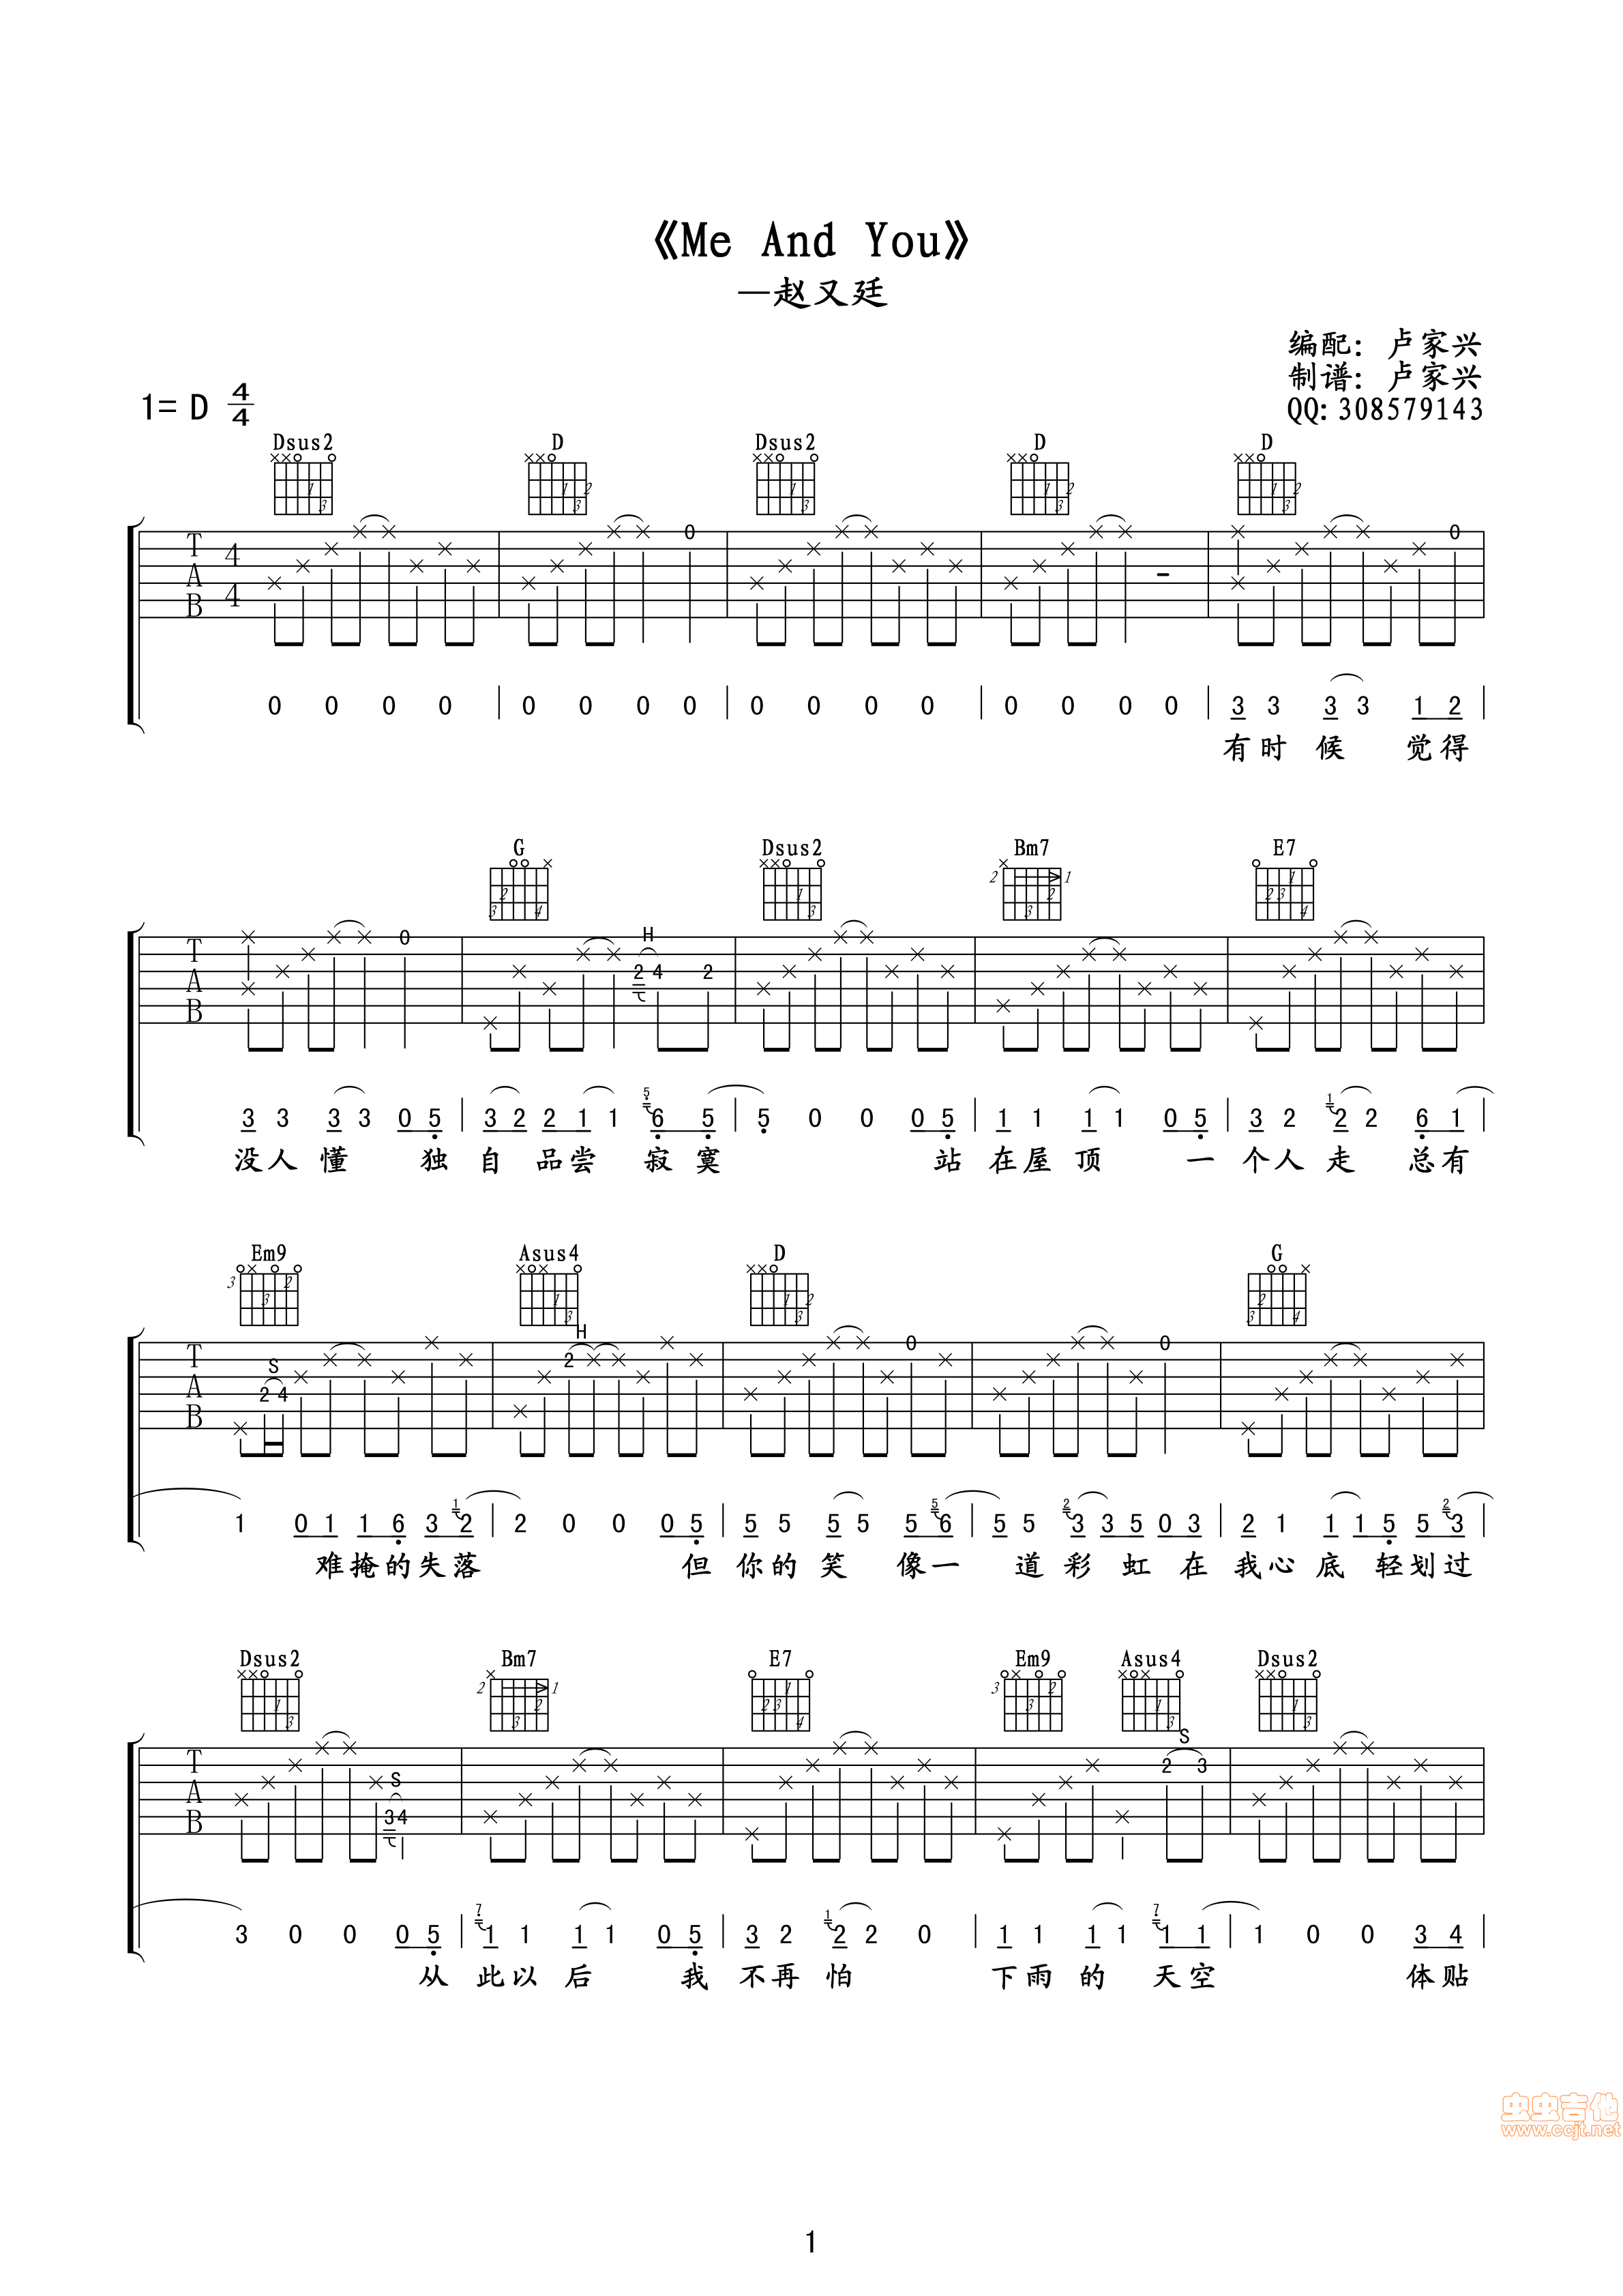 《Me And You》
—赵又廷
编配：卢家兴
制谱：卢家兴
1= D 4/4 QQ: 308579143
Dsus2 D Dsus2 D D
0 0 0 0 0 0 0 0 0 0 0 0 0 0 0 0 3 3 3 3 1 2
有时候 觉得
G Dsus2 Bm7 E7
3 3 3 3 0 5 3 2 2 1 1 5 6 5 5 0 0 0 5 1 1 1 1 0 5 3 2 1 2 2 6 1
没人懂 独自品尝寂寞 站在屋顶 一个人走 总有
Em9 Asus4 D G
1 0 1 1 6 3 1 2 2 0 0 0 5 5 5 5 5 5 5 6 5 5 2 3 3 5 0 3 2 1 1 1 5 5 2 3
难掩的失落 但你的笑 像一道彩虹在我心底轻划过
Dsus2 Bm7 E7 Em9 Asus4 Dsus2
3 0 0 0 5 7 1 1 1 1 0 5 3 2 1 2 2 0 1 1 1 1 7 1 1 1 0 0 3 4
从此以后 我不再怕 下雨的天空 体贴
虫虫吉他
www.ccjt.net
1